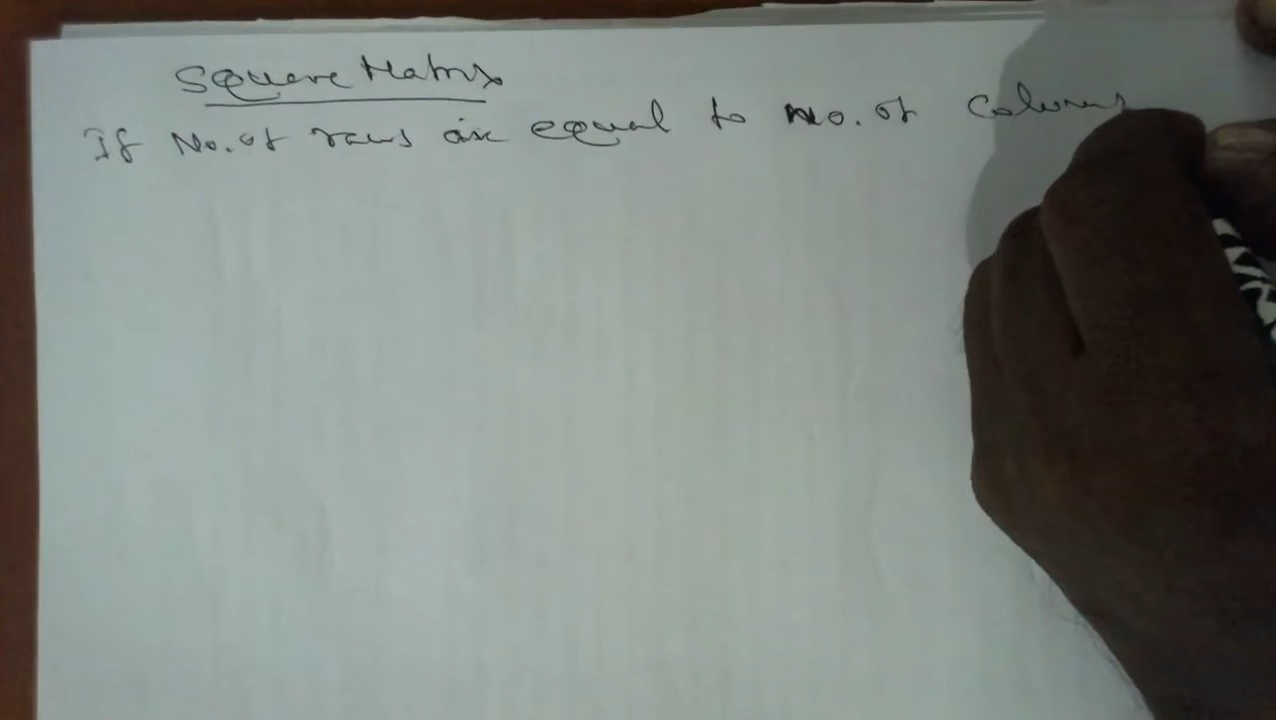 Square Matrix
If No. of rows are equal to no. of Columns